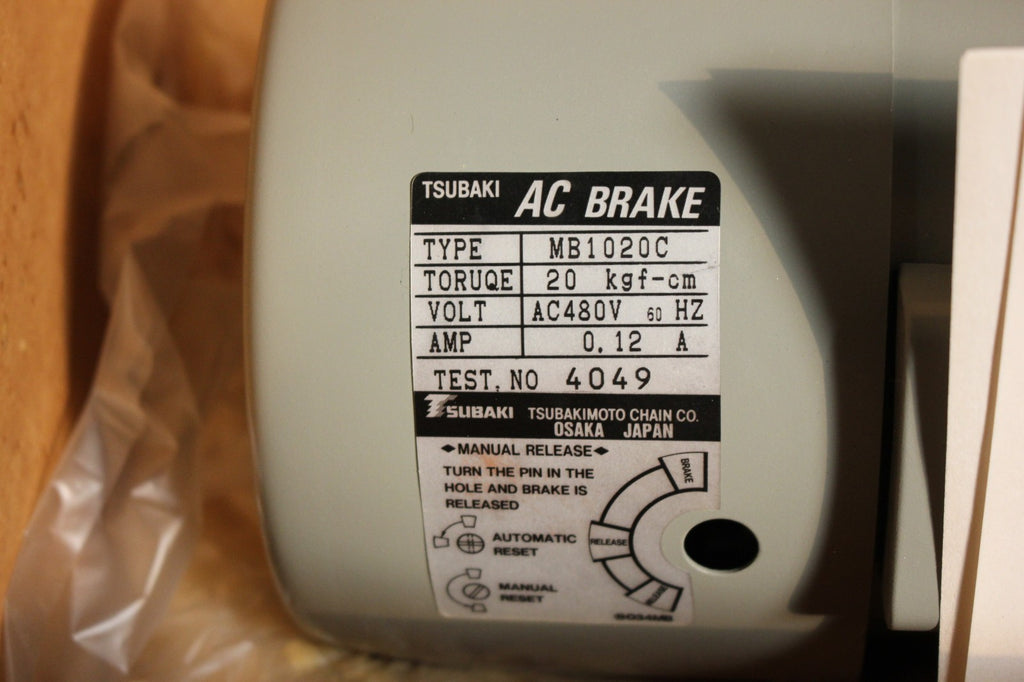 TSUBAKI AC BRAKE
TYPE MB1020C
TORUQE 20 kgf-cm
VOLT AC480V 60 HZ
AMP 0.12 A
TEST. NO 4049
TSUBAKI TSUBAKIMOTO CHAIN CO.
OSAKA JAPAN
◆MANUAL RELEASE◆
TURN THE PIN IN THE
HOLE AND BRAKE IS
RELEASED
BRAKE
RELEASE
AUTOMATIC
RESET
RELEASE
MANUAL
RESET